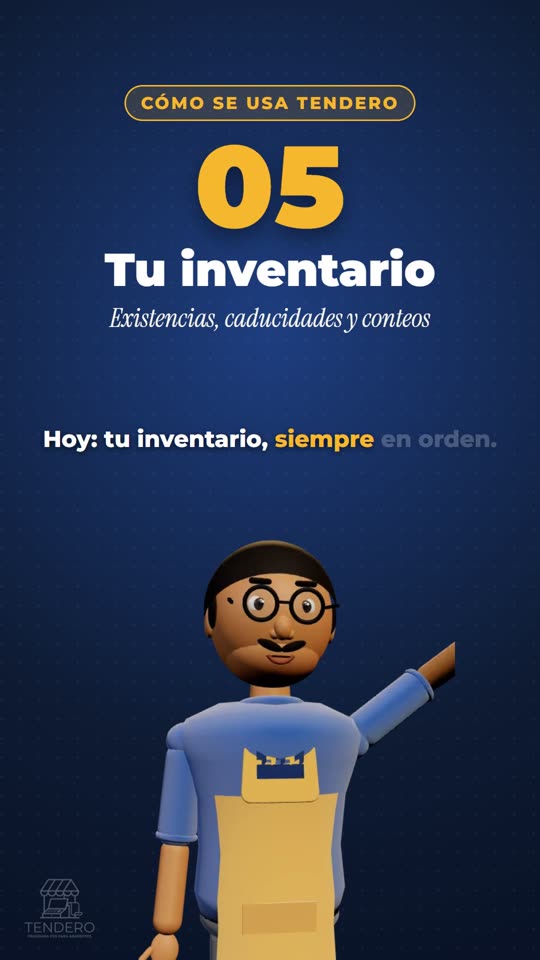 CÓMO SE USA TENDERO
05
Tu inventario
Existencias, caducidades y conteos
Hoy: tu inventario, siempre en orden.
TENDERO